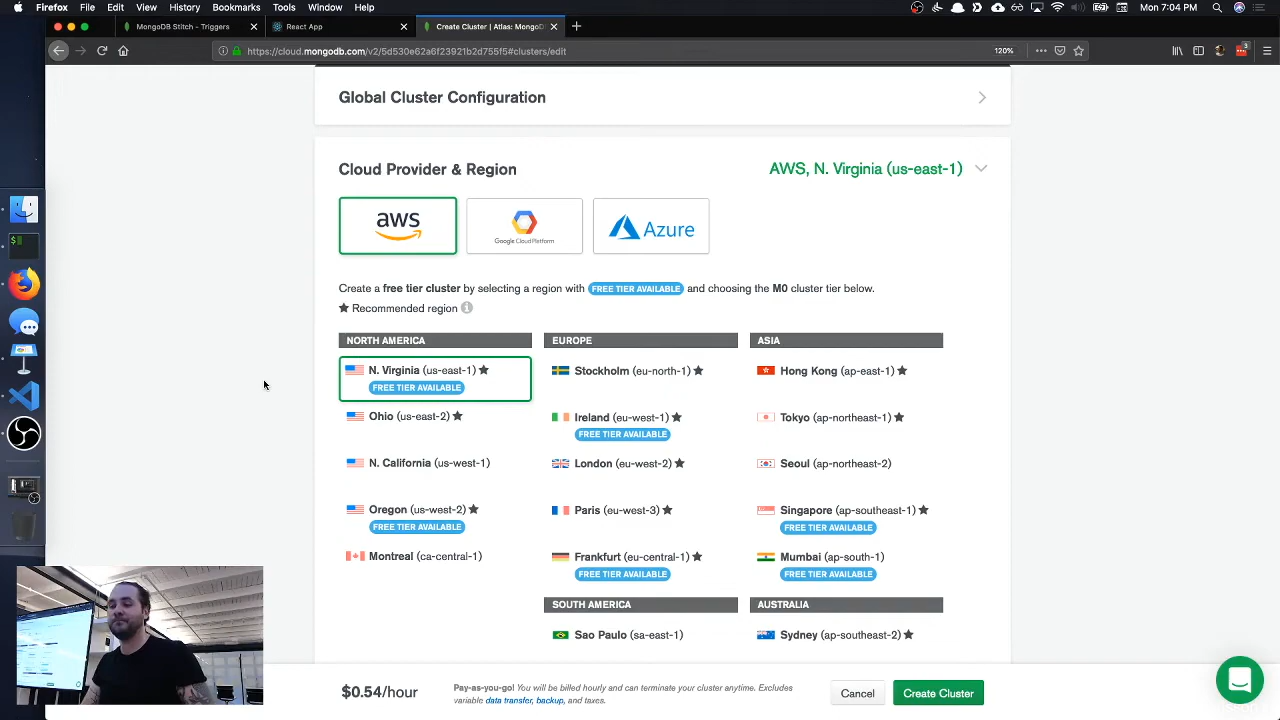 Firefox File Edit View History Bookmarks Tools Window Help
Mon 7:04 PM
MongoDB Stitch - Triggers
React App
Create Cluster | Atlas: MongoD
https://cloud.mongodb.com/v2/5d530e62a6f23921b2d755f5#clusters/edit
120%
3
Global Cluster Configuration
Cloud Provider & Region
AWS, N. Virginia (us-east-1)
aws
Google Cloud Platform
Azure
Create a free tier cluster by selecting a region with FREE TIER AVAILABLE and choosing the M0 cluster tier below.
★ Recommended region
NORTH AMERICA
N. Virginia (us-east-1) ★
FREE TIER AVAILABLE
Ohio (us-east-2) ★
N. California (us-west-1)
Oregon (us-west-2) ★
FREE TIER AVAILABLE
Montreal (ca-central-1)
EUROPE
Stockholm (eu-north-1) ★
Ireland (eu-west-1) ★
FREE TIER AVAILABLE
London (eu-west-2) ★
Paris (eu-west-3) ★
Frankfurt (eu-central-1) ★
FREE TIER AVAILABLE
SOUTH AMERICA
Sao Paulo (sa-east-1)
ASIA
Hong Kong (ap-east-1) ★
Tokyo (ap-northeast-1) ★
Seoul (ap-northeast-2)
Singapore (ap-southeast-1) ★
FREE TIER AVAILABLE
Mumbai (ap-south-1)
FREE TIER AVAILABLE
AUSTRALIA
Sydney (ap-southeast-2) ★
$0.54/hour
Pay-as-you-go! You will be billed hourly and can terminate your cluster anytime. Excludes
variable data transfer, backup, and taxes.
Cancel
Create Cluster